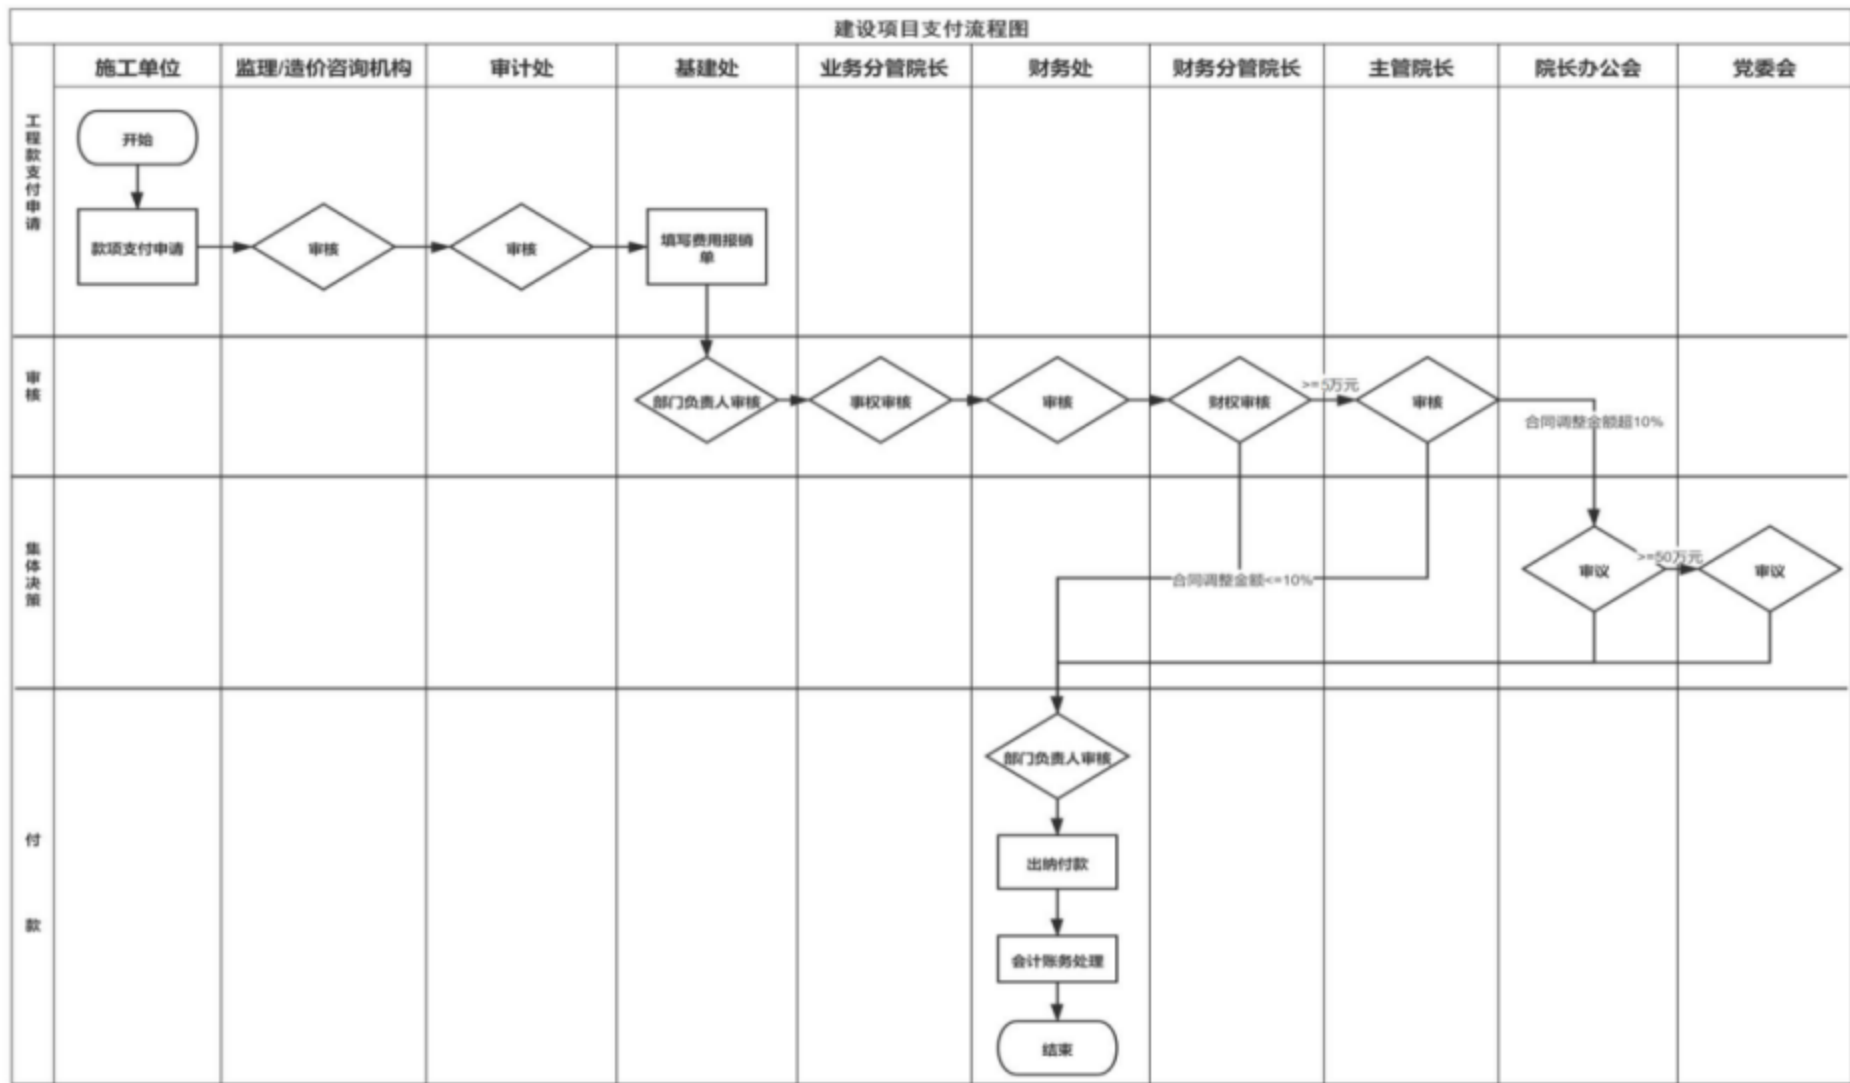 建设项目支付流程图
施工单位
监理/造价咨询机构
审计处
基建处
业务分管院长
财务处
财务分管院长
主管院长
院长办公会
党委会
工程款支付申请
开始
款项支付申请
审核
审核
填写费用报销
单
审核
部门负责人审核
事权审核
审核
财权审核
>=5万元
审核
合同调整金额超10%
集体决策
合同调整金额<=10%
审议
>=50万元
审议
付款
部门负责人审核
出纳付款
会计账务处理
结束